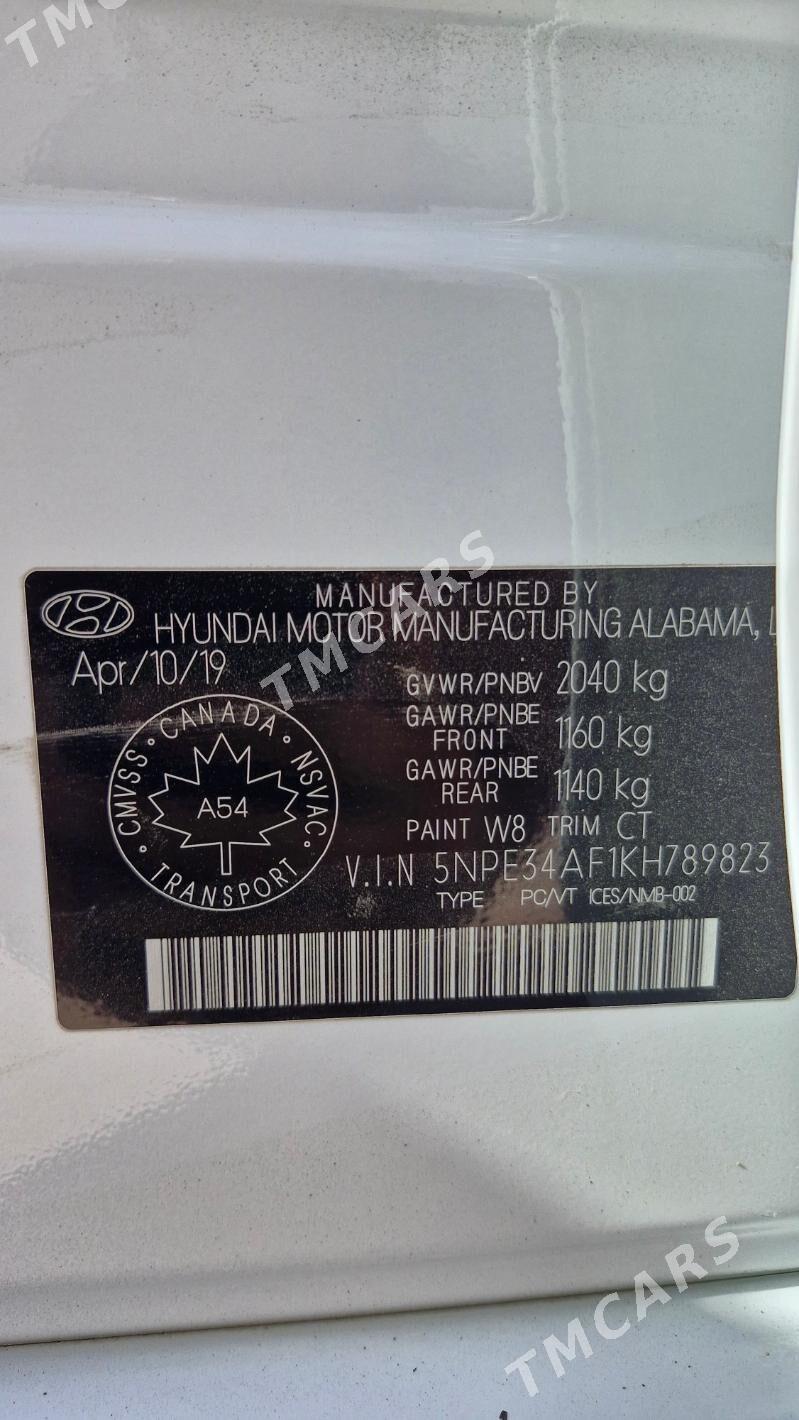 TMCARS
MANUFACTURED BY
HYUNDAI MOTOR MANUFACTURING ALABAMA, L
Apr/10/19
GVWR/PNBV 2040 kg
GAWR/PNBE FRONT 1160 kg
GAWR/PNBE REAR 1140 kg
PAINT W8 TRIM CT
V.I.N 5NPE34AF1KH789823
TYPE PC/VT ICES/NMB-002
CANADA
CMVSS
NSVAC
A54
TRANSPORT
TMCARS
TMCARS